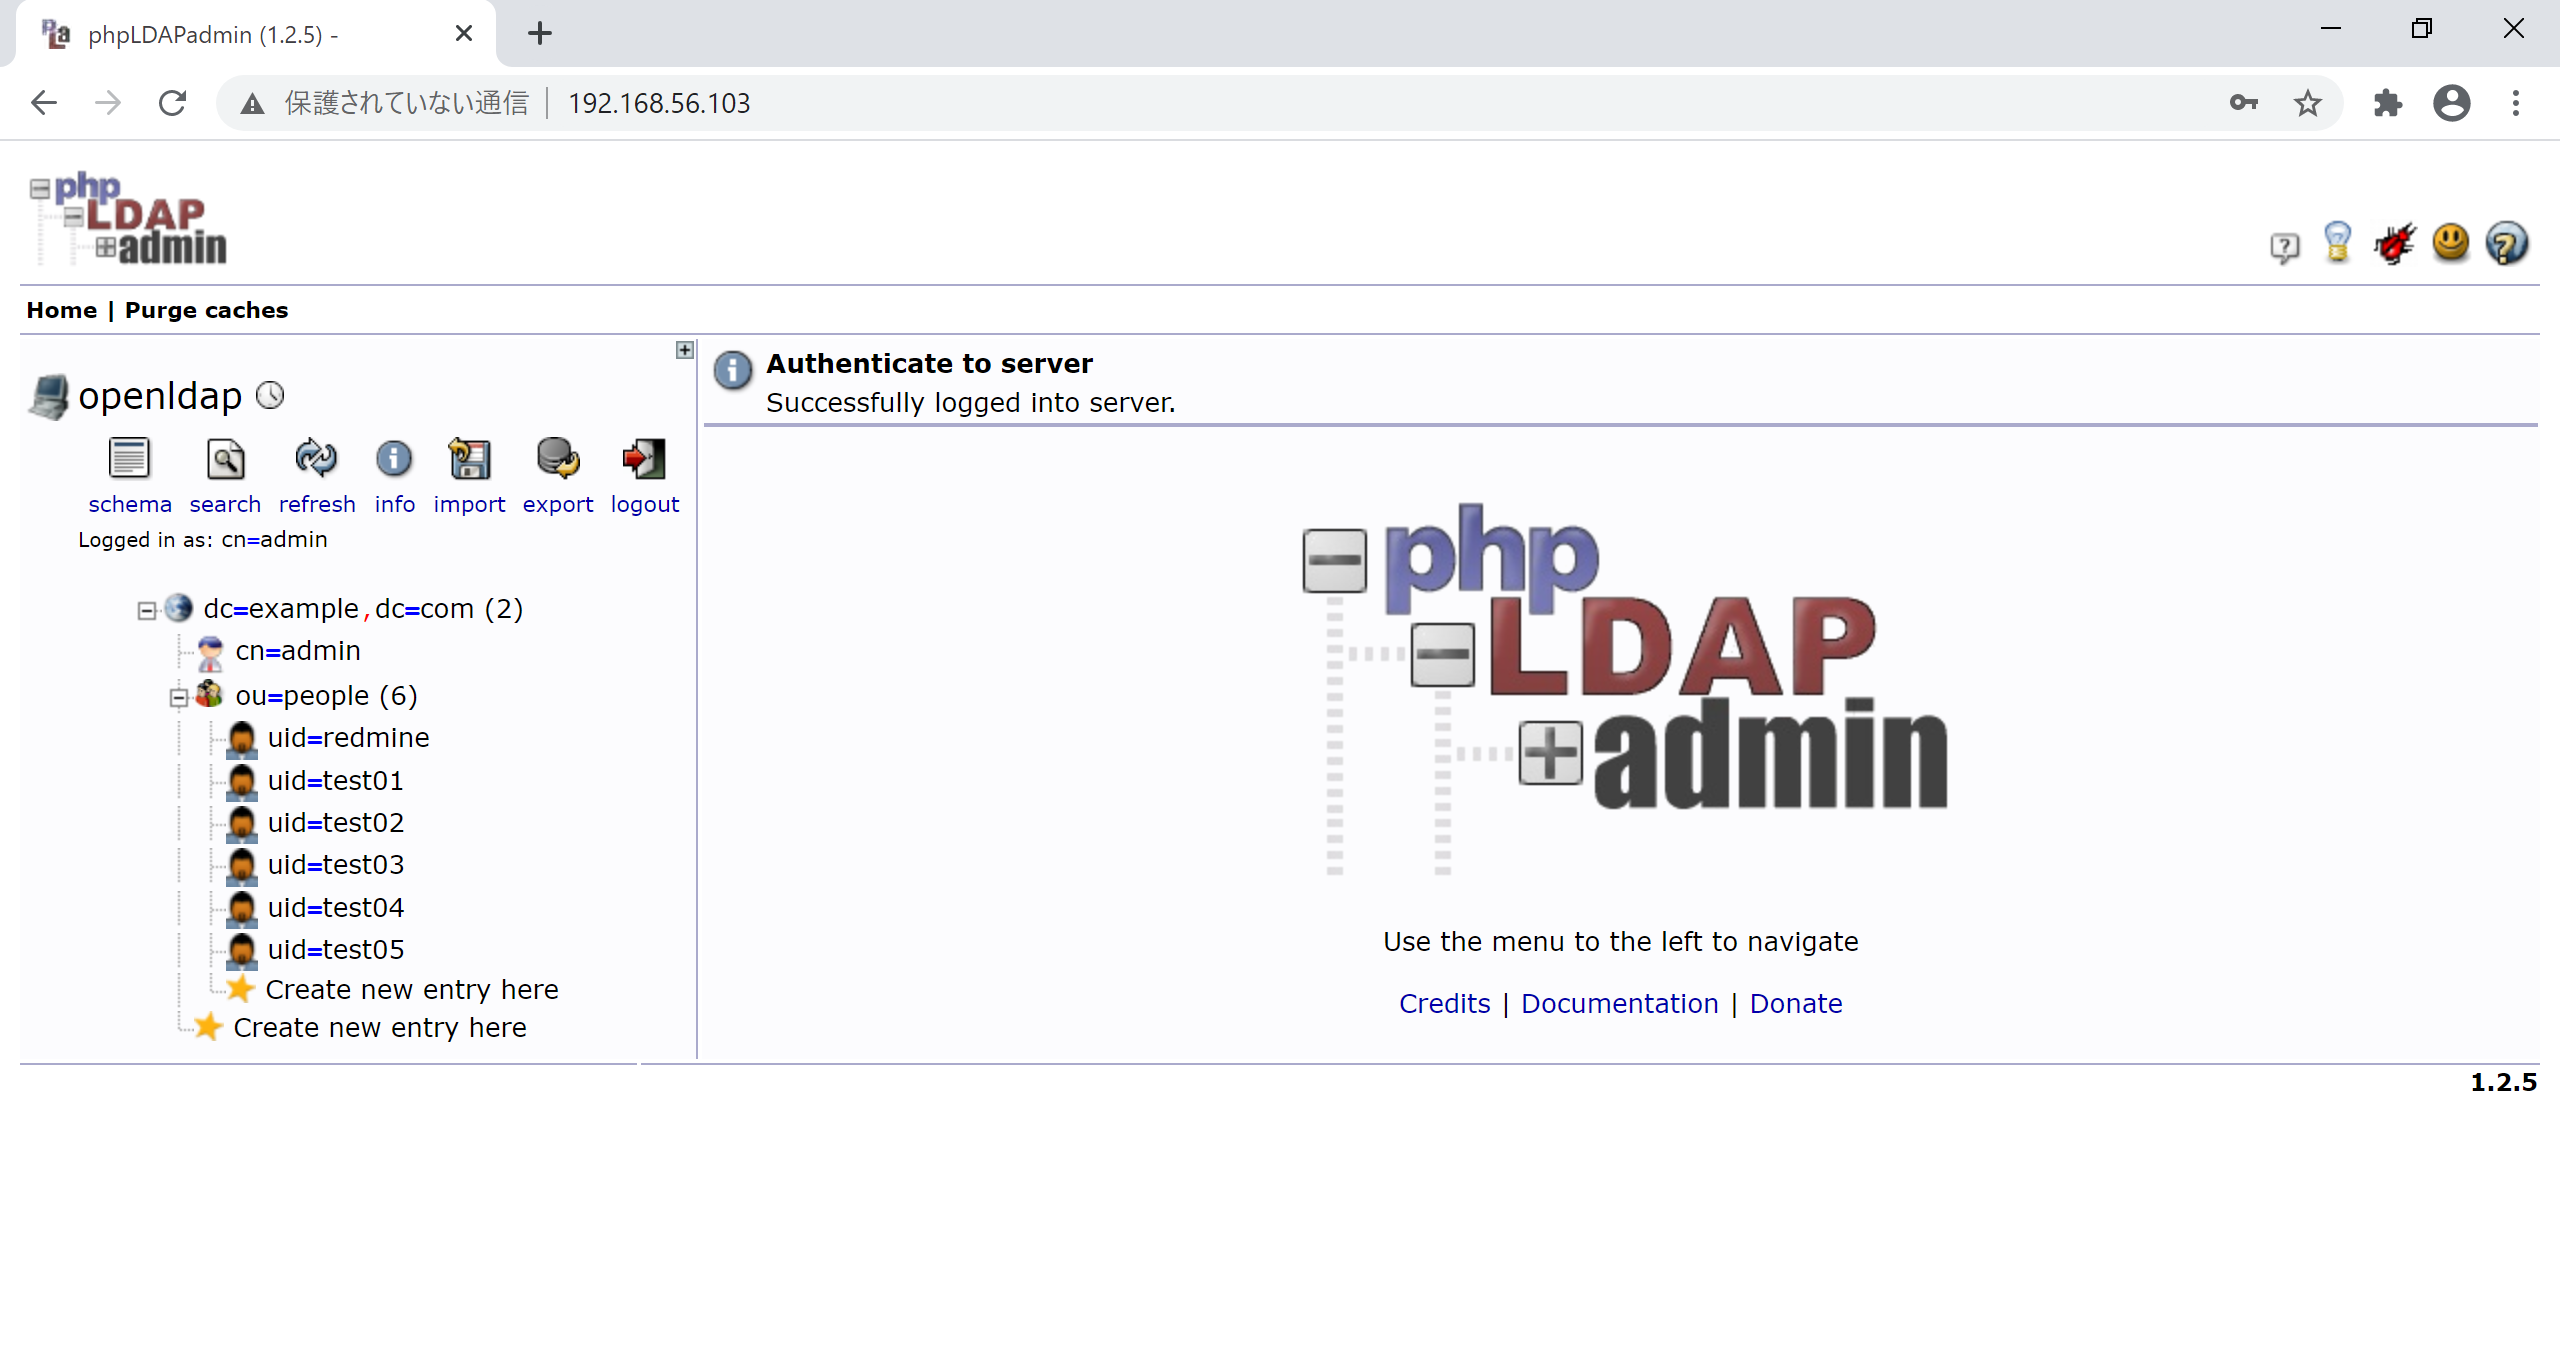 phpLDAPadmin (1.2.5) -
保護されていない通信 | 192.168.56.103
php
LDAP
admin
Home | Purge caches
openldap
schema search refresh info import export logout
Logged in as: cn=admin
dc=example,dc=com (2)
cn=admin
ou=people (6)
uid=redmine
uid=test01
uid=test02
uid=test03
uid=test04
uid=test05
Create new entry here
Create new entry here
Authenticate to server
Successfully logged into server.
php
LDAP
admin
Use the menu to the left to navigate
Credits | Documentation | Donate
1.2.5